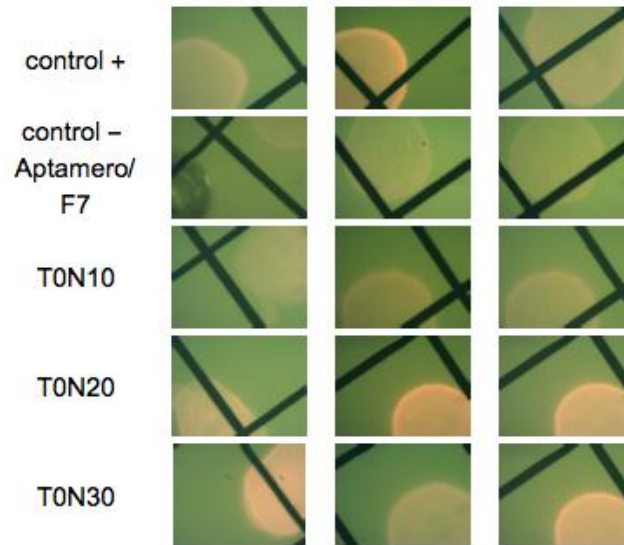 control +
control –
Aptamero/
F7
T0N10
T0N20
T0N30